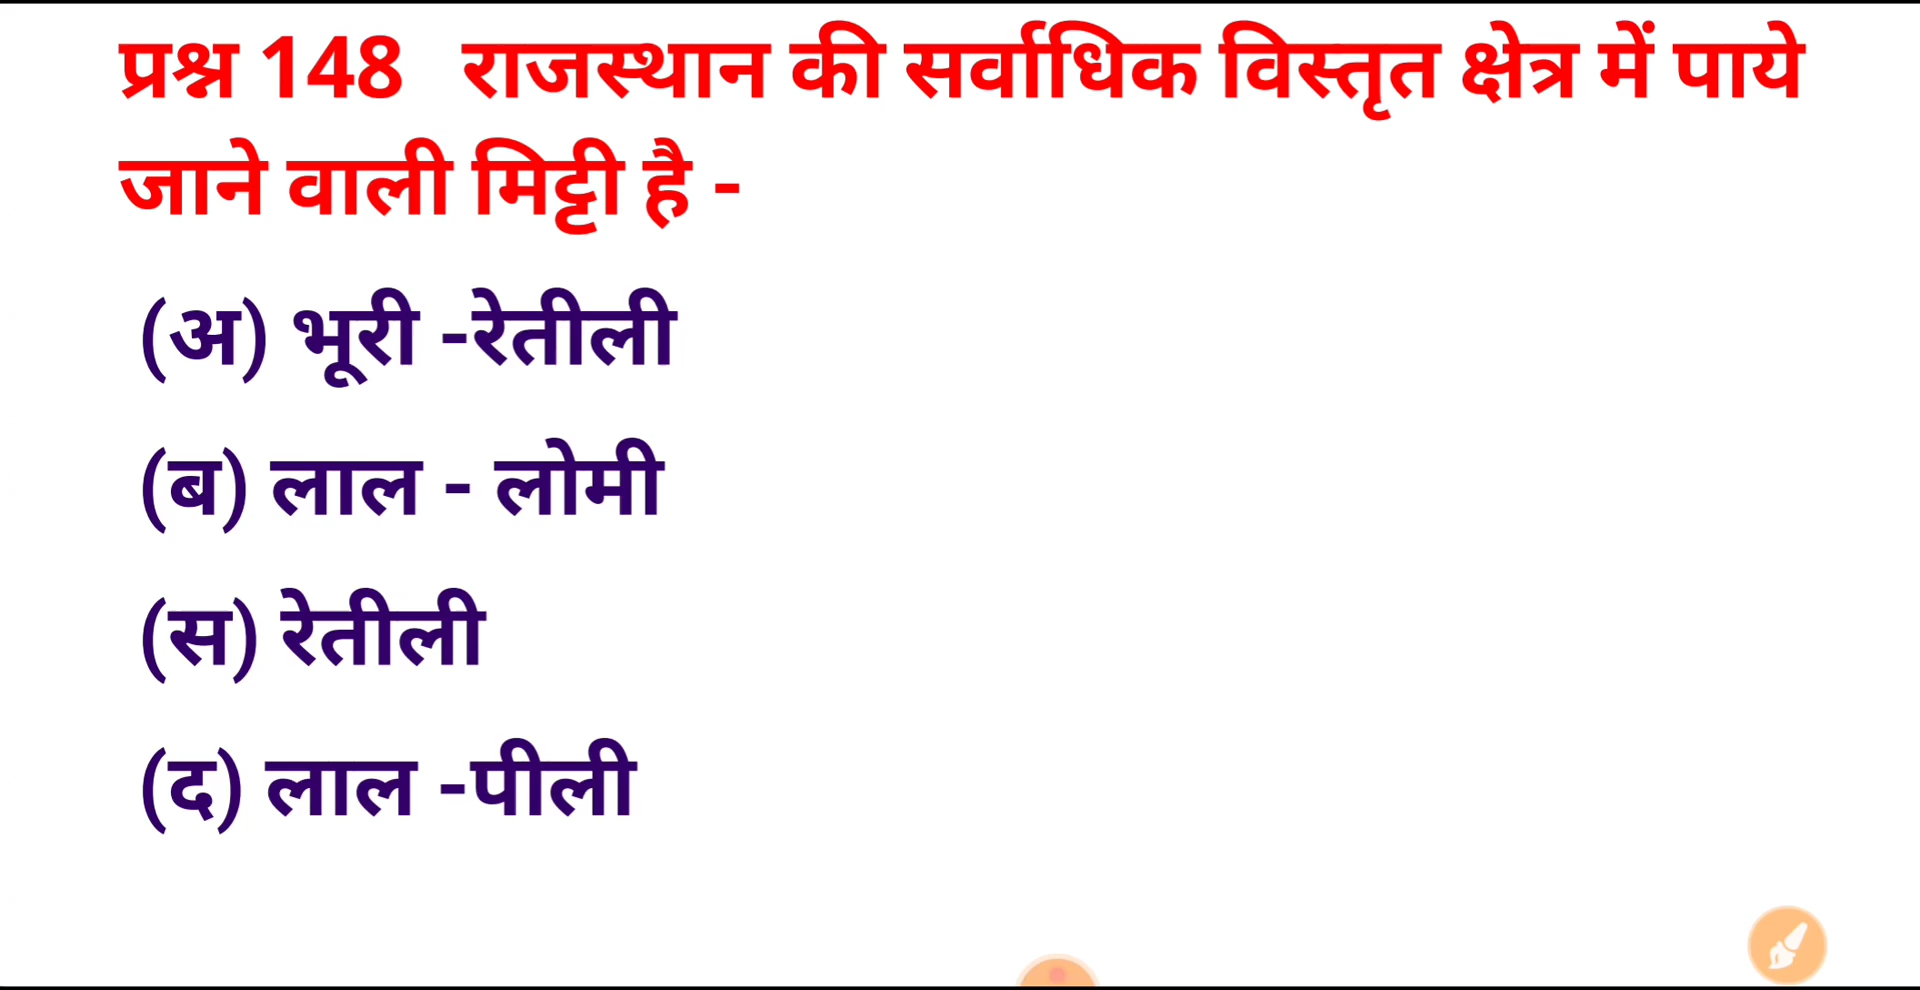 प्रश्न 148 राजस्थान की सर्वाधिक विस्तृत क्षेत्र में पाये
जाने वाली मिट्टी है -
(अ) भूरी -रेतीली
(ब) लाल - लोमी
(स) रेतीली
(द) लाल -पीली